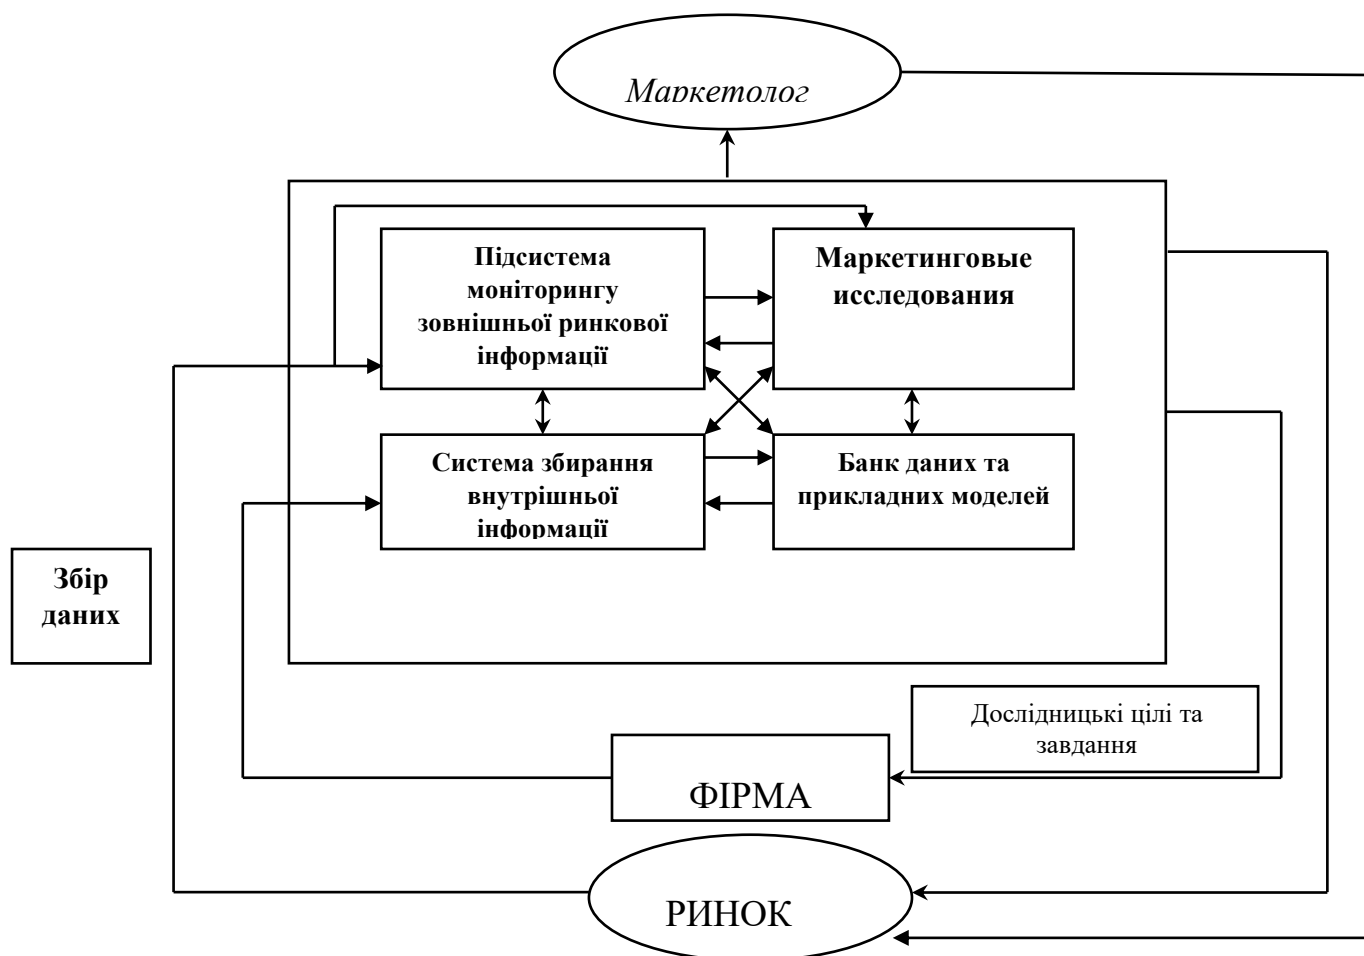 Маркетолог
Підсистема
моніторингу
зовнішньої ринкової
інформації
Маркетинговые
исследования
Система збирання
внутрішньої
інформації
Банк даних та
прикладних моделей
Збір
даних
Дослідницькі цілі та
завдання
ФІРМА
РИНОК